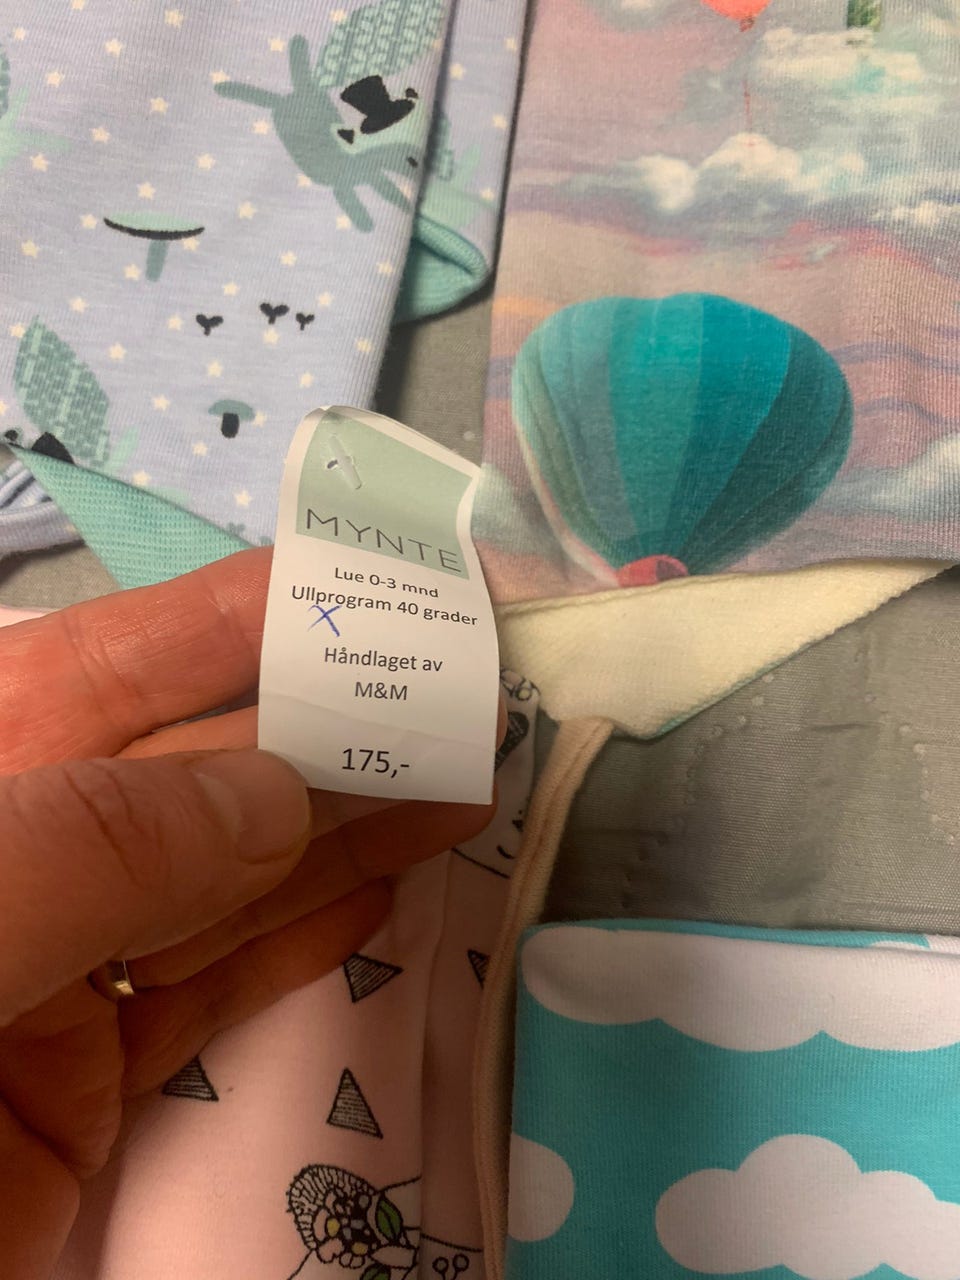 MYNTE
Lue 0-3 mnd
Ullprogram 40 grader
X
Håndlaget av
M&M
175,-